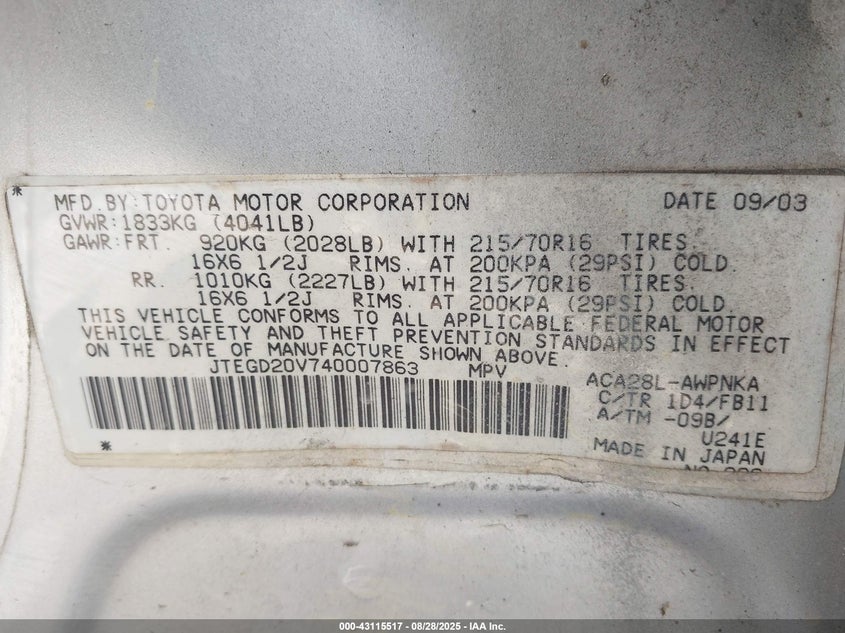 MFD.BY:TOYOTA MOTOR CORPORATION DATE 09/03
GVWR:1833KG (4041LB)
GAWR:FRT. 920KG (2028LB) WITH 215/70R16 TIRES.
16X6 1/2J RIMS. AT 200KPA (29PSI) COLD.
RR. 1010KG (2227LB) WITH 215/70R16 TIRES.
16X6 1/2J RIMS. AT 200KPA (29PSI) COLD.
THIS VEHICLE CONFORMS TO ALL APPLICABLE FEDERAL MOTOR
VEHICLE SAFETY AND THEFT PREVENTION STANDARDS IN EFFECT
ON THE DATE OF MANUFACTURE SHOWN ABOVE.
JTEGD20V740007863 MPV
ACA28L-AWPNKA
C/TR 1D4/FB11
A/TM -09B/
U241E
MADE IN JAPAN
000-43115517 - 08/28/2025 - IAA Inc.